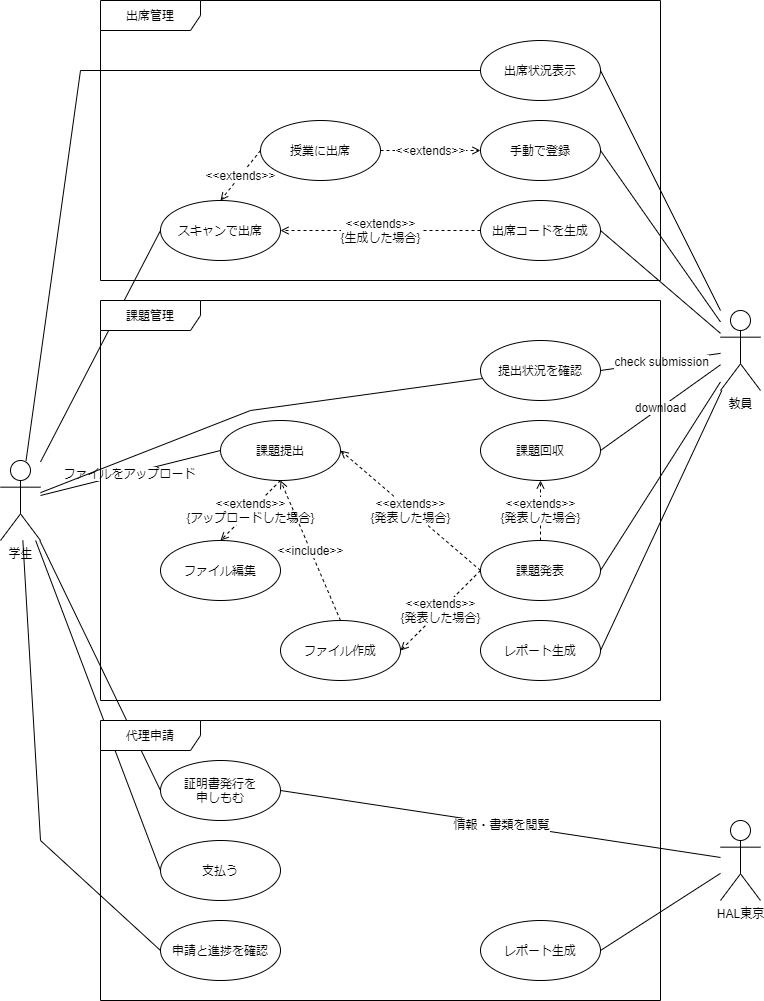 出席管理
出席状況表示
授業に出席
<<extends>>
手動で登録
<<extends>>
スキャンで出席
<<extends>>
{生成した場合}
出席コードを生成
課題管理
提出状況を確認
check submission
教員
download
課題提出
課題回収
ファイルをアップロード
<<extends>>
{アップロードした場合}
<<extends>>
{発表した場合}
<<extends>>
{発表した場合}
学生
<<include>>
ファイル編集
課題発表
<<extends>>
{発表した場合}
ファイル作成
レポート生成
代理申請
証明書発行を
申しもむ
情報・書類を閲覧
支払う
HAL東京
申請と進捗を確認
レポート生成